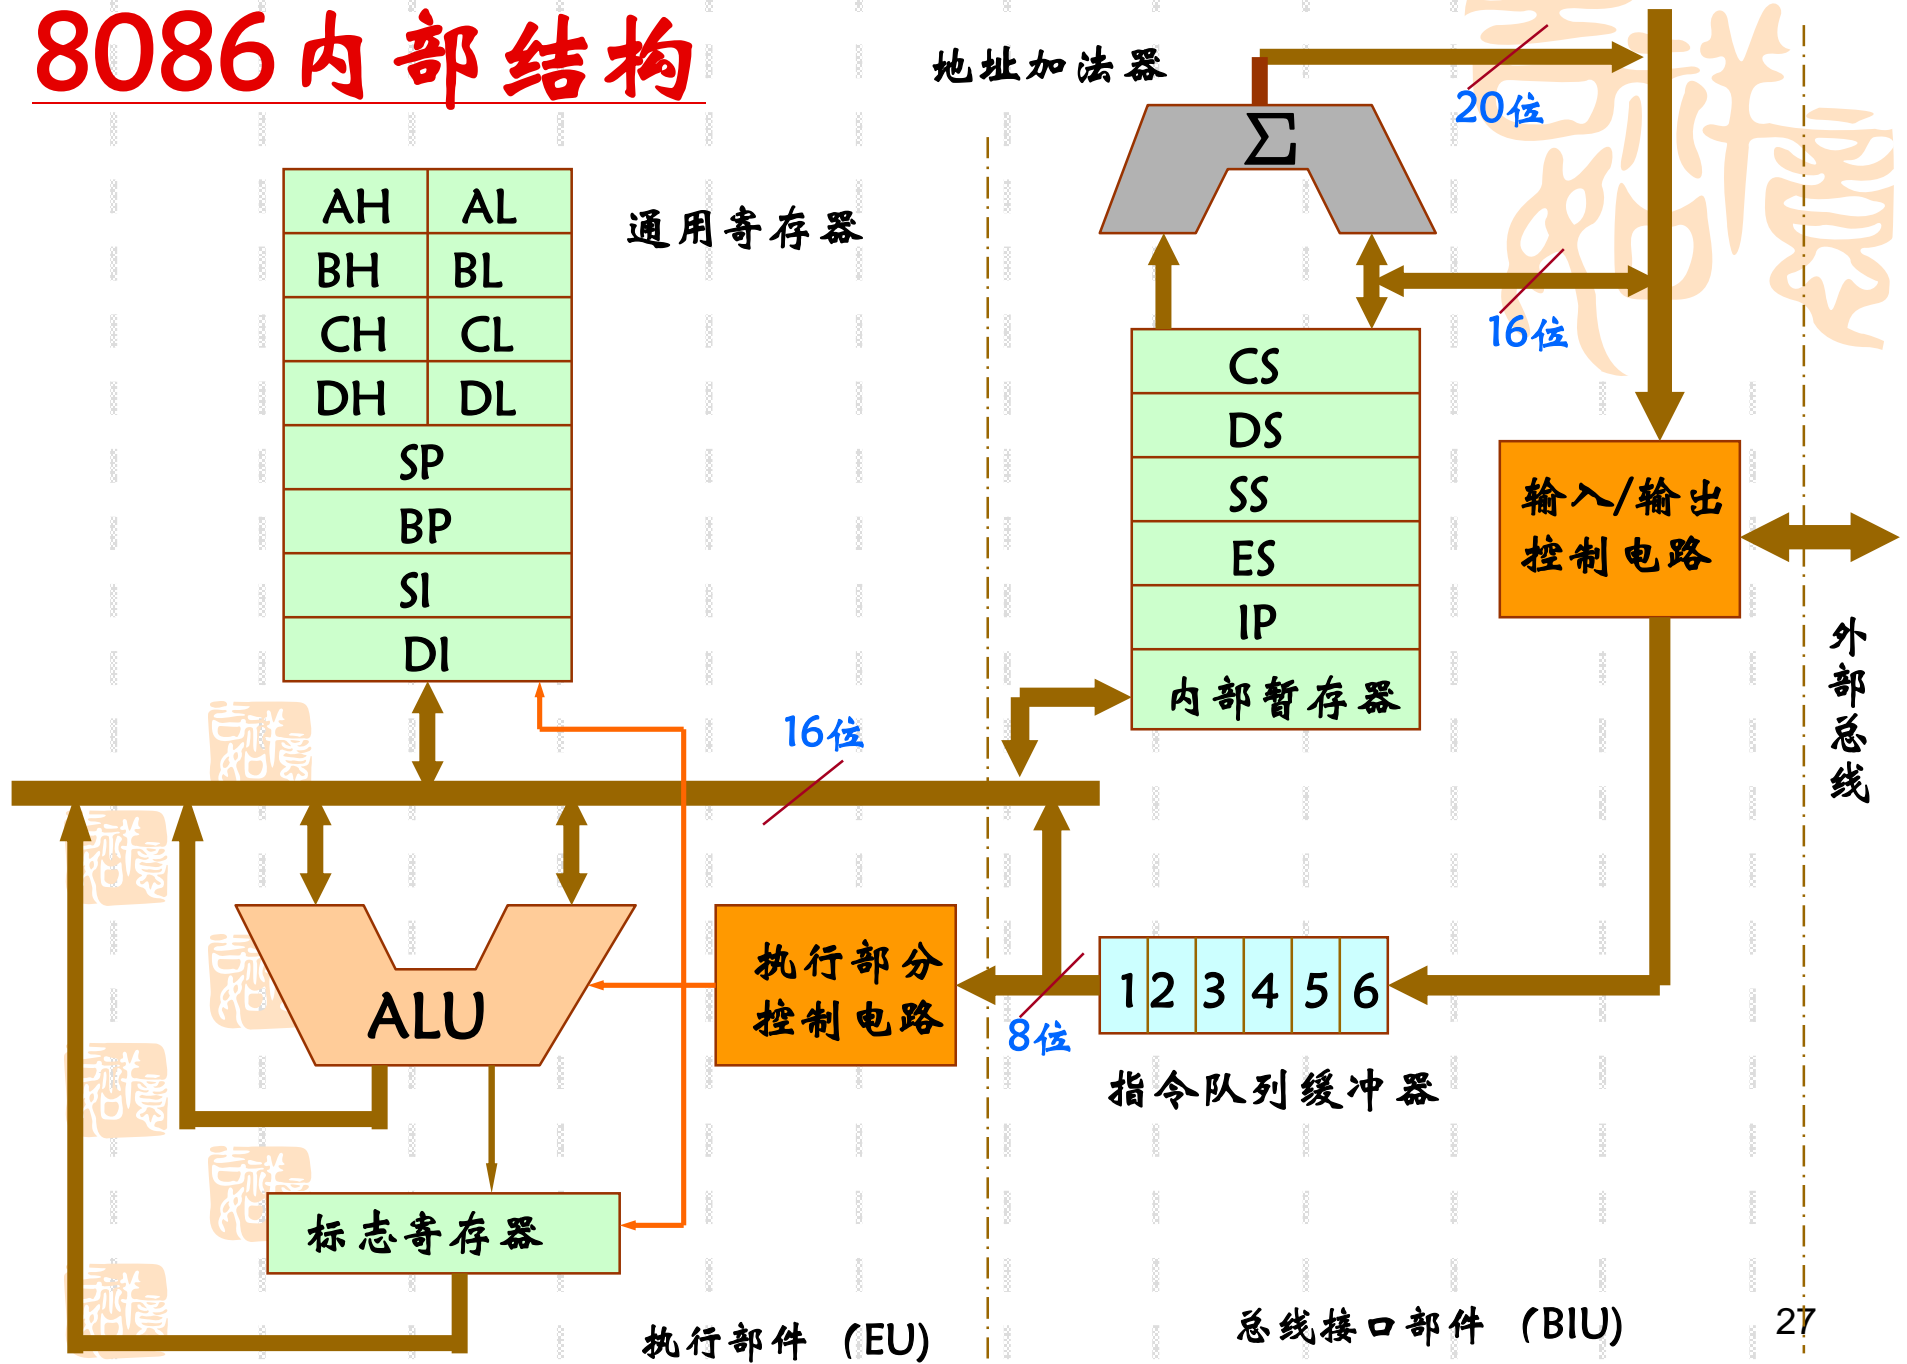 8086内部结构
地址加法器
20位
Σ
AH AL
通用寄存器
BH BL
CH CL
16位
DH DL
CS
DS
SP
SS
输入/输出
BP
ES
控制电路
SI
IP
DI
内部暂存器
外部总线
16位
执行部分
控制电路
1 2 3 4 5 6
ALU
8位
指令队列缓冲器
标志寄存器
执行部件 (EU)
总线接口部件 (BIU)
27